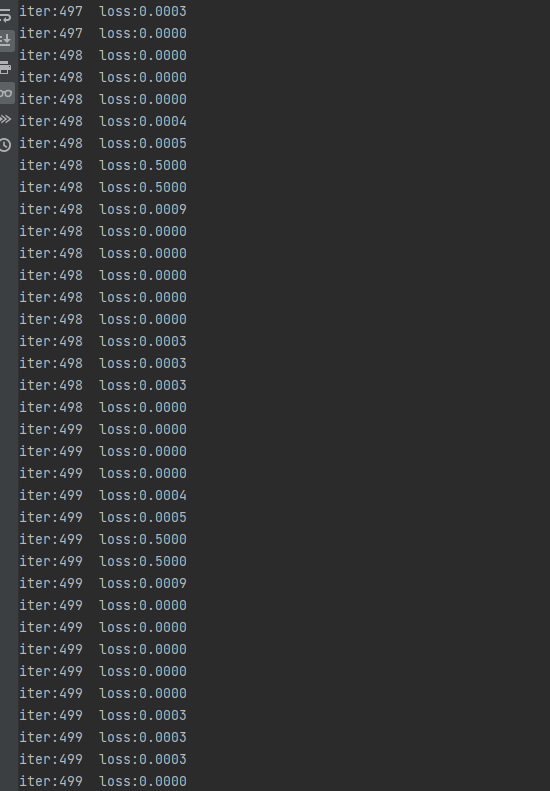 iter:497  loss:0.0003
iter:497  loss:0.0000
iter:498  loss:0.0000
iter:498  loss:0.0000
iter:498  loss:0.0000
iter:498  loss:0.0004
iter:498  loss:0.0005
iter:498  loss:0.5000
iter:498  loss:0.5000
iter:498  loss:0.0009
iter:498  loss:0.0000
iter:498  loss:0.0000
iter:498  loss:0.0000
iter:498  loss:0.0000
iter:498  loss:0.0000
iter:498  loss:0.0003
iter:498  loss:0.0003
iter:498  loss:0.0003
iter:498  loss:0.0000
iter:499  loss:0.0000
iter:499  loss:0.0000
iter:499  loss:0.0000
iter:499  loss:0.0004
iter:499  loss:0.0005
iter:499  loss:0.5000
iter:499  loss:0.5000
iter:499  loss:0.0009
iter:499  loss:0.0000
iter:499  loss:0.0000
iter:499  loss:0.0000
iter:499  loss:0.0000
iter:499  loss:0.0000
iter:499  loss:0.0003
iter:499  loss:0.0003
iter:499  loss:0.0003
iter:499  loss:0.0000